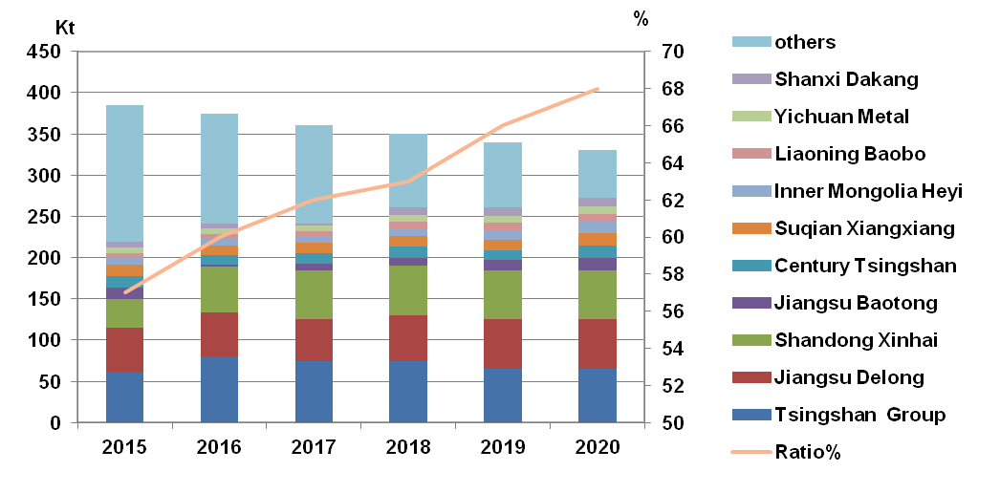 Kt
%
450
400
350
300
250
200
150
100
50
0
70
68
66
64
62
60
58
56
54
52
50
2015 2016 2017 2018 2019 2020
others
Shanxi Dakang
Yichuan Metal
Liaoning Baobo
Inner Mongolia Heyi
Suqian Xiangxiang
Century Tsingshan
Jiangsu Baotong
Shandong Xinhai
Jiangsu Delong
Tsingshan Group
Ratio%